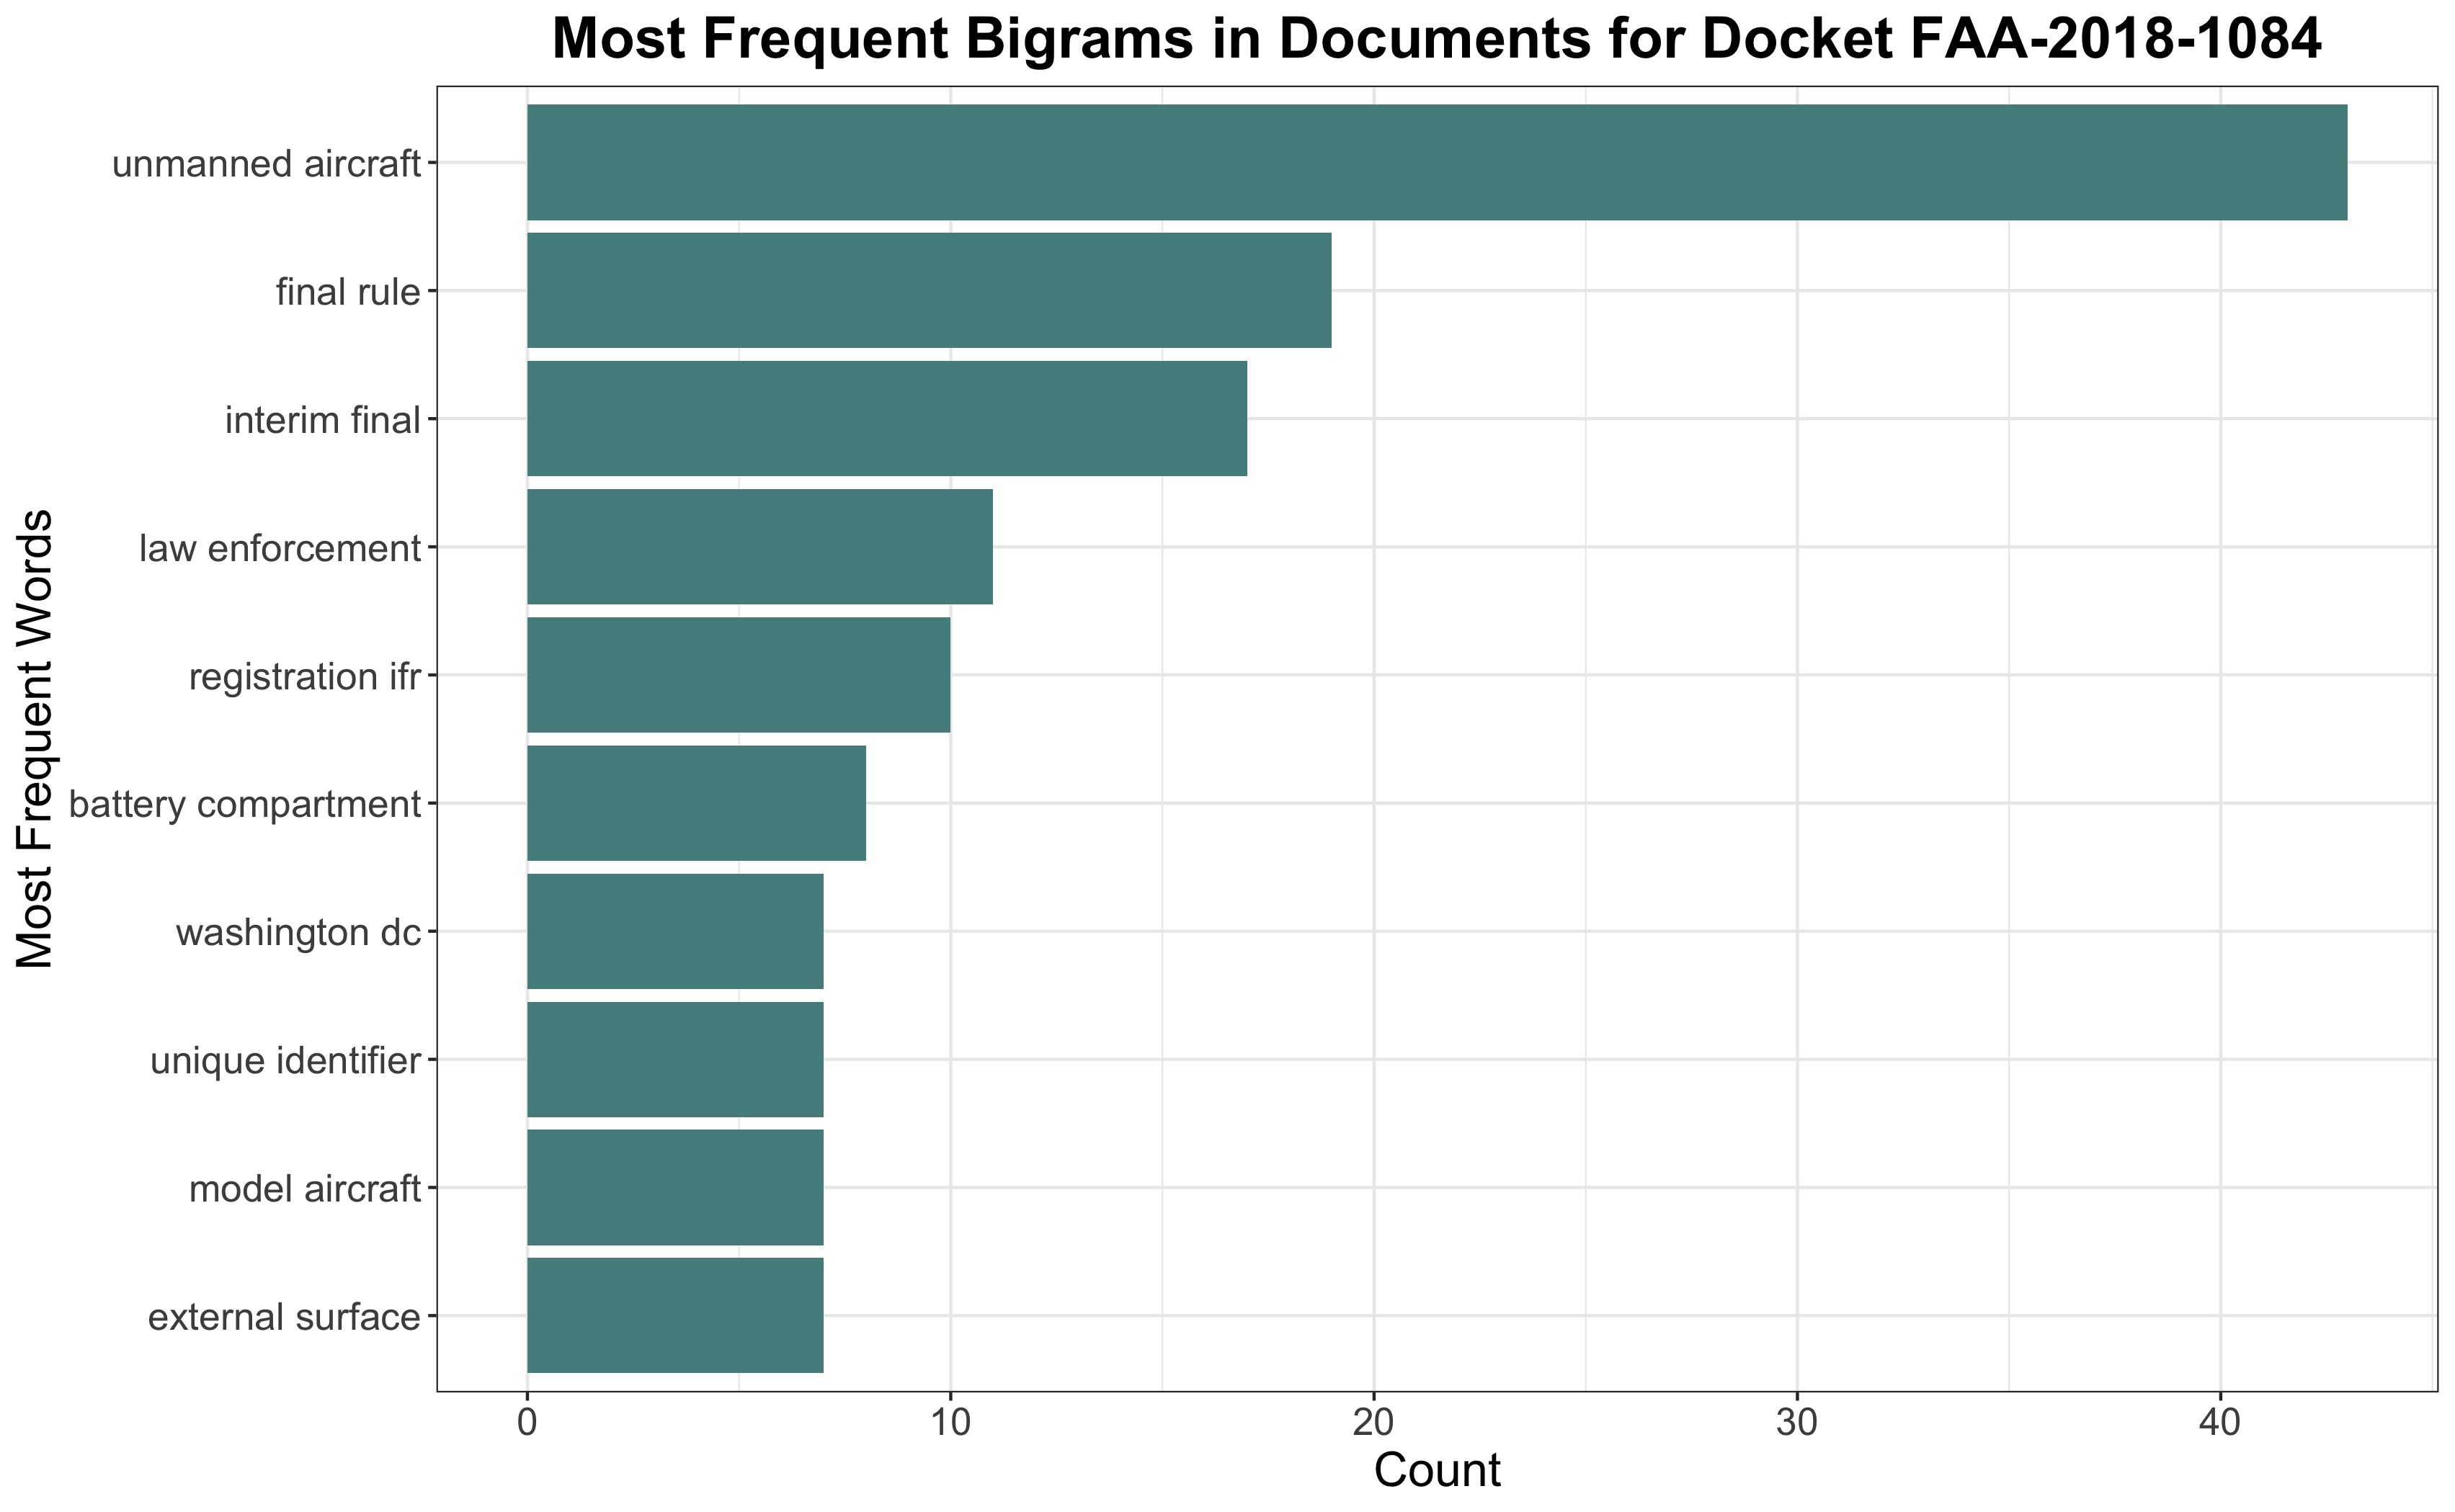 Most Frequent Bigrams in Documents for Docket FAA-2018-1084
Most Frequent Words
unmanned aircraft
final rule
interim final
law enforcement
registration ifr
battery compartment
washington dc
unique identifier
model aircraft
external surface
0 10 20 30 40
Count